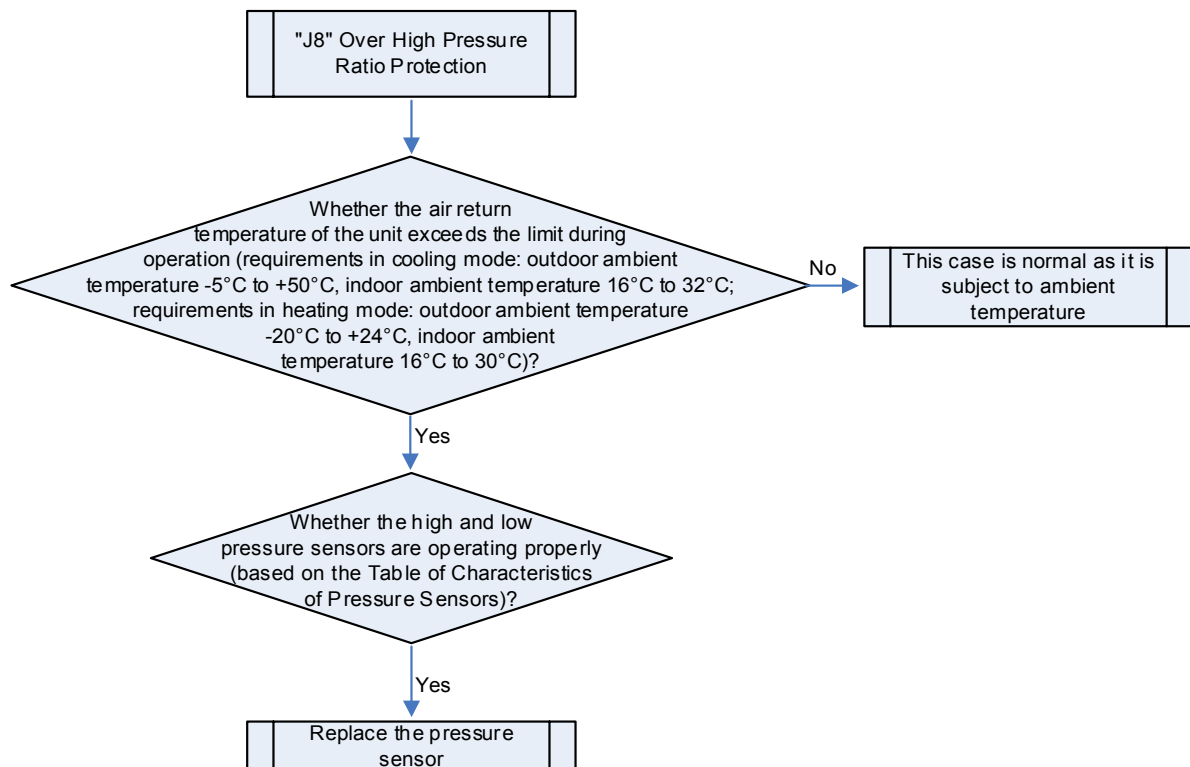 "J8" Over High Pressure
Ratio Protection
Whether the air return
temperature of the unit exceeds the limit during
operation (requirements in cooling mode: outdoor ambient
temperature -5°C to +50°C, indoor ambient temperature 16°C to 32°C;
requirements in heating mode: outdoor ambient temperature
-20°C to +24°C, indoor ambient
temperature 16°C to 30°C)?
No
This case is normal as it is
subject to ambient
temperature
Yes
Whether the high and low
pressure sensors are operating properly
(based on the Table of Characteristics
of Pressure Sensors)?
Yes
Replace the pressure
sensor